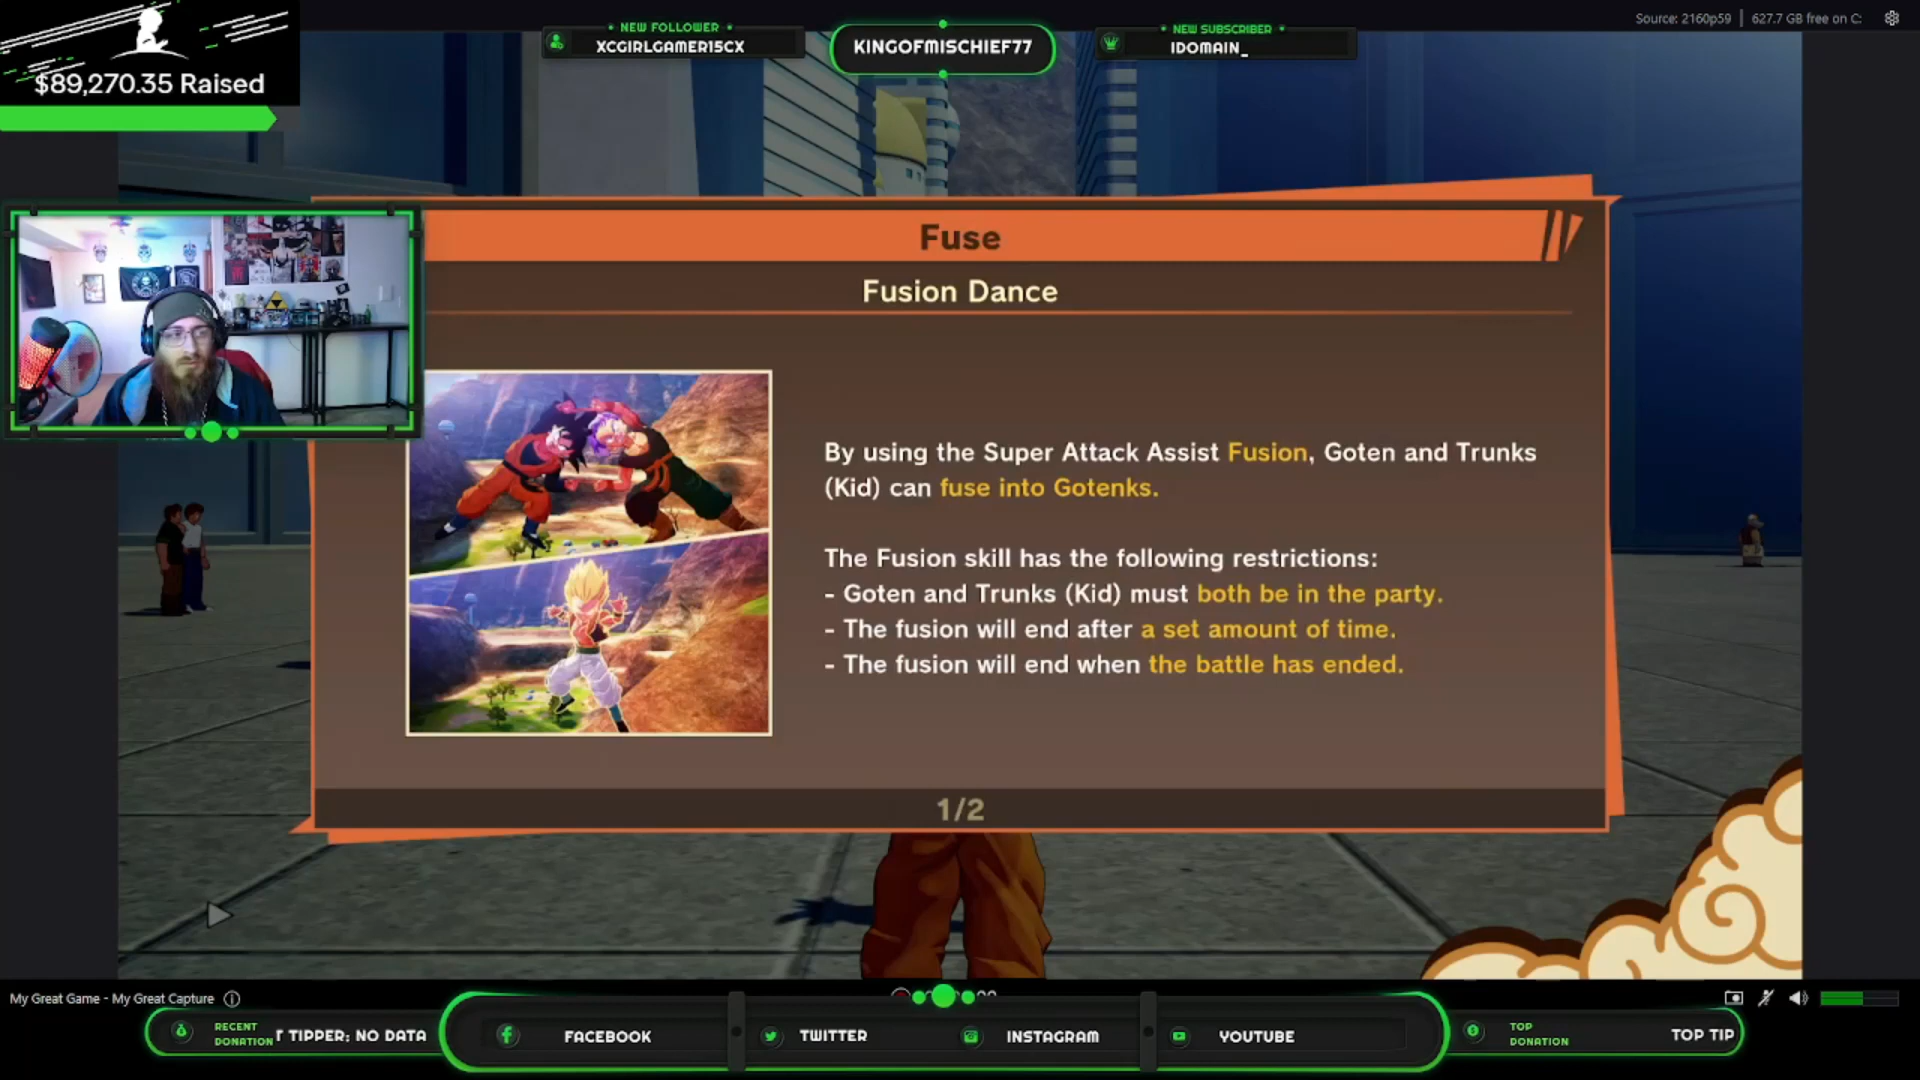 Source: 2160p59 | 627.7 GB free on C:
$89,270.35 Raised
NEW FOLLOWER
XCGIRLGAMER15CX
KINGOFMISCHIEF77
NEW SUBSCRIBER
IDOMAIN_
Fuse
Fusion Dance
By using the Super Attack Assist Fusion, Goten and Trunks
(Kid) can fuse into Gotenks.
The Fusion skill has the following restrictions:
- Goten and Trunks (Kid) must both be in the party.
- The fusion will end after a set amount of time.
- The fusion will end when the battle has ended.
1/2
My Great Game - My Great Capture
RECENT
DONATION
T TIPPER: NO DATA
FACEBOOK
TWITTER
INSTAGRAM
YOUTUBE
TOP
DONATION
TOP TIP